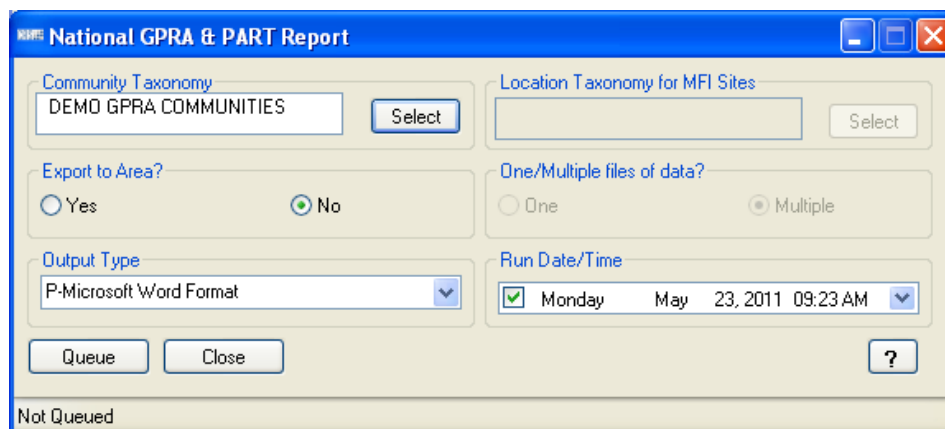 National GPRA & PART Report
Community Taxonomy
DEMO GPRA COMMUNITIES
Select
Location Taxonomy for MFI Sites
Select
Export to Area?
Yes
No
One/Multiple files of data?
One
Multiple
Output Type
P-Microsoft Word Format
Run Date/Time
Monday May 23, 2011 09:23 AM
Queue
Close
?
Not Queued